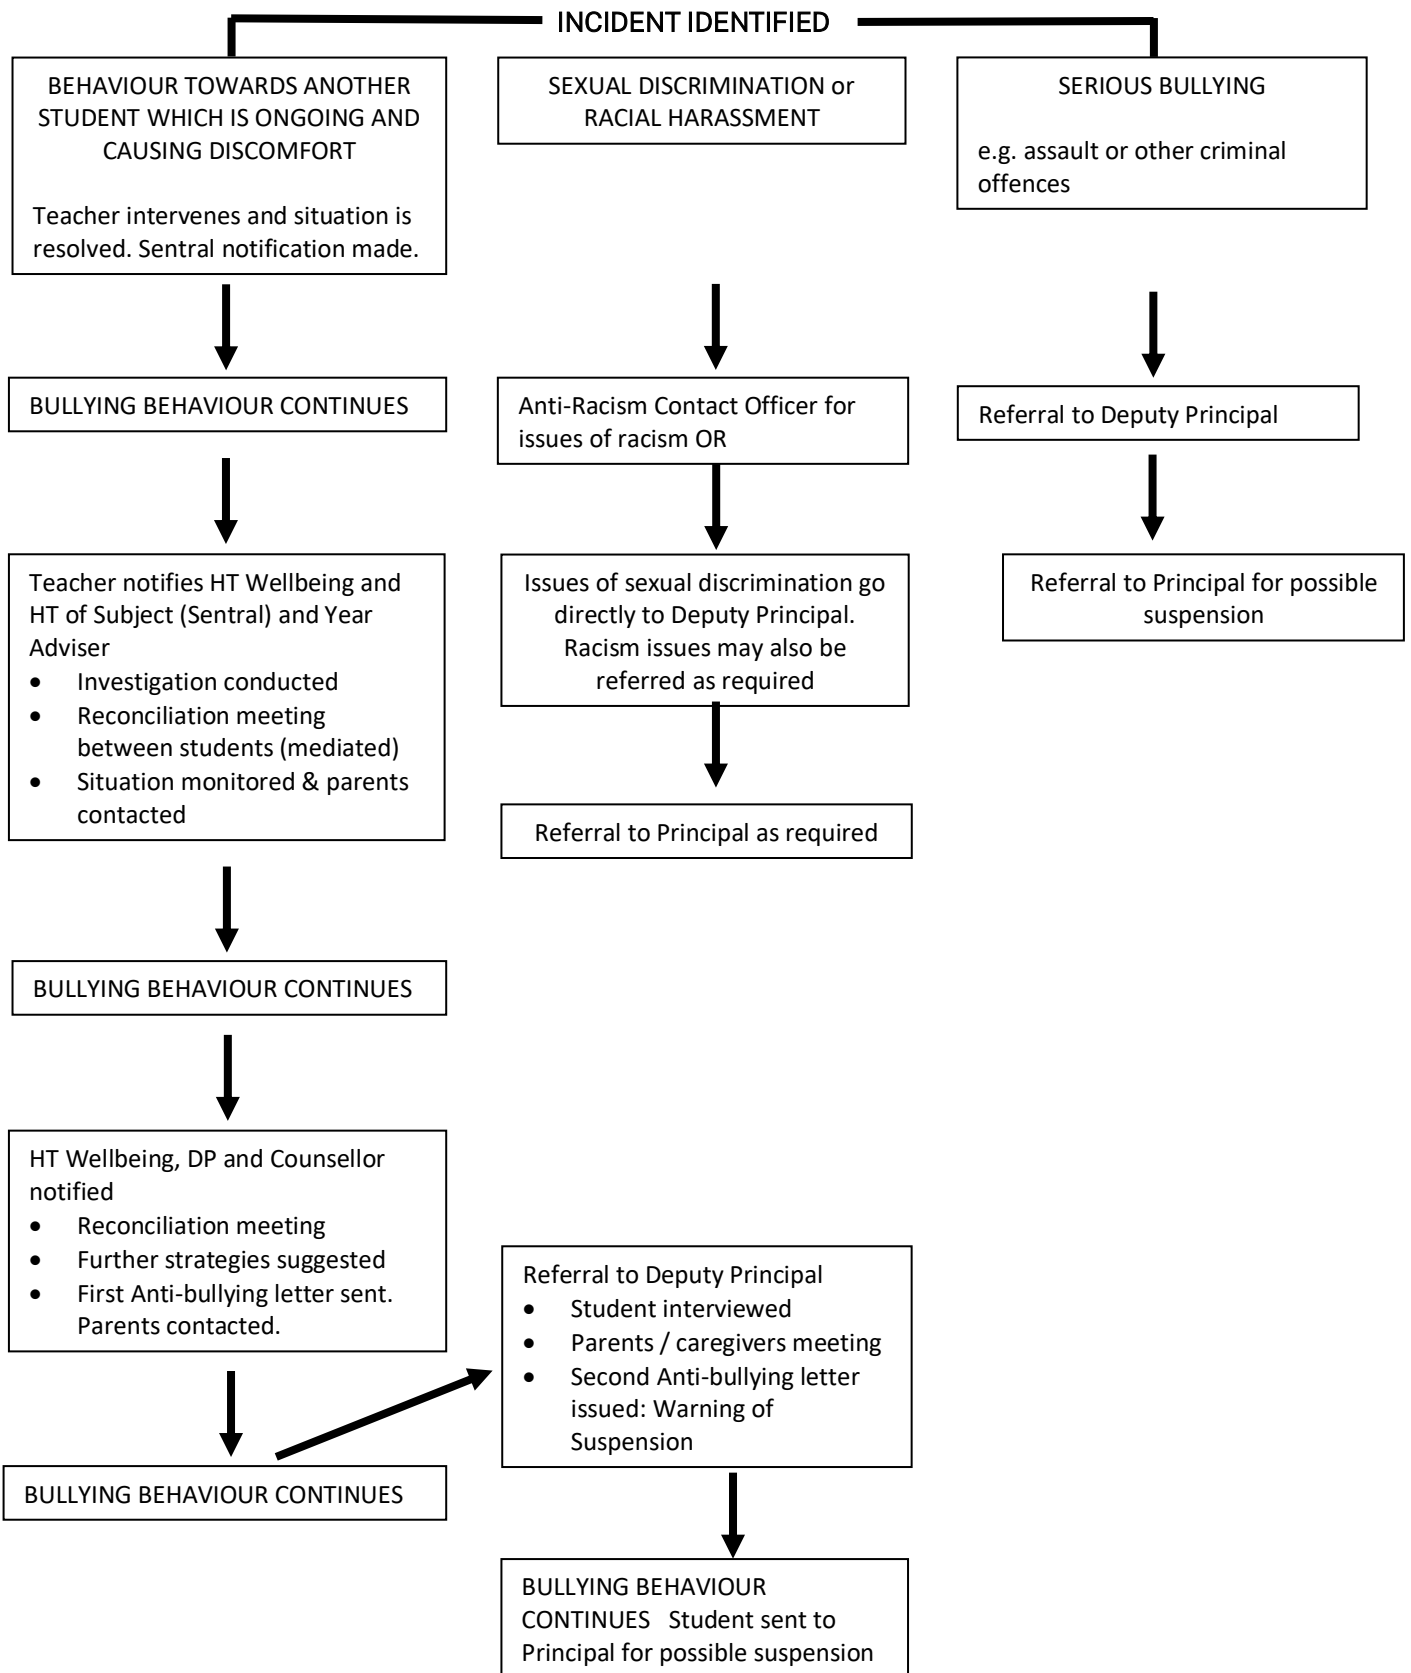 INCIDENT IDENTIFIED
BEHAVIOUR TOWARDS ANOTHER
STUDENT WHICH IS ONGOING AND
CAUSING DISCOMFORT
Teacher intervenes and situation is
resolved. Sentral notification made.
SEXUAL DISCRIMINATION or
RACIAL HARASSMENT
SERIOUS BULLYING
e.g. assault or other criminal
offences
BULLYING BEHAVIOUR CONTINUES
Anti-Racism Contact Officer for
issues of racism OR
Referral to Deputy Principal
Teacher notifies HT Wellbeing and
HT of Subject (Sentral) and Year
Adviser
• Investigation conducted
• Reconciliation meeting
between students (mediated)
• Situation monitored & parents
contacted
Issues of sexual discrimination go
directly to Deputy Principal.
Racism issues may also be
referred as required
Referral to Principal for possible
suspension
Referral to Principal as required
BULLYING BEHAVIOUR CONTINUES
HT Wellbeing, DP and Counsellor
notified
• Reconciliation meeting
• Further strategies suggested
• First Anti-bullying letter sent.
Parents contacted.
Referral to Deputy Principal
• Student interviewed
• Parents / caregivers meeting
• Second Anti-bullying letter
issued: Warning of
Suspension
BULLYING BEHAVIOUR CONTINUES
BULLYING BEHAVIOUR
CONTINUES Student sent to
Principal for possible suspension